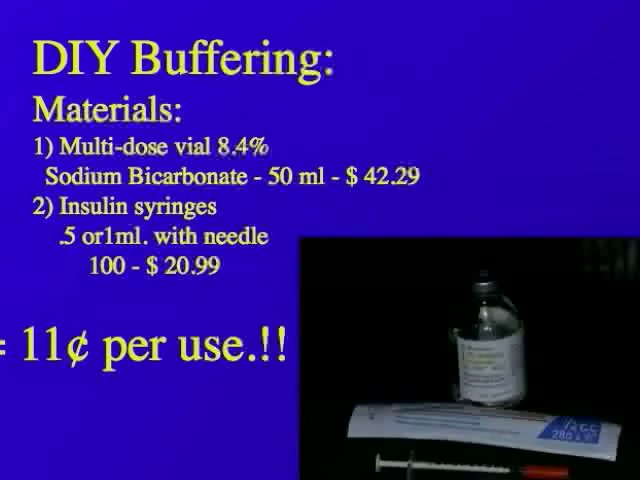 DIY Buffering:
Materials:
1) Multi-dose vial 8.4%
Sodium Bicarbonate - 50 ml - $ 42.29
2) Insulin syringes
.5 or1ml. with needle
100 - $ 20.99
= 11¢ per use.!!